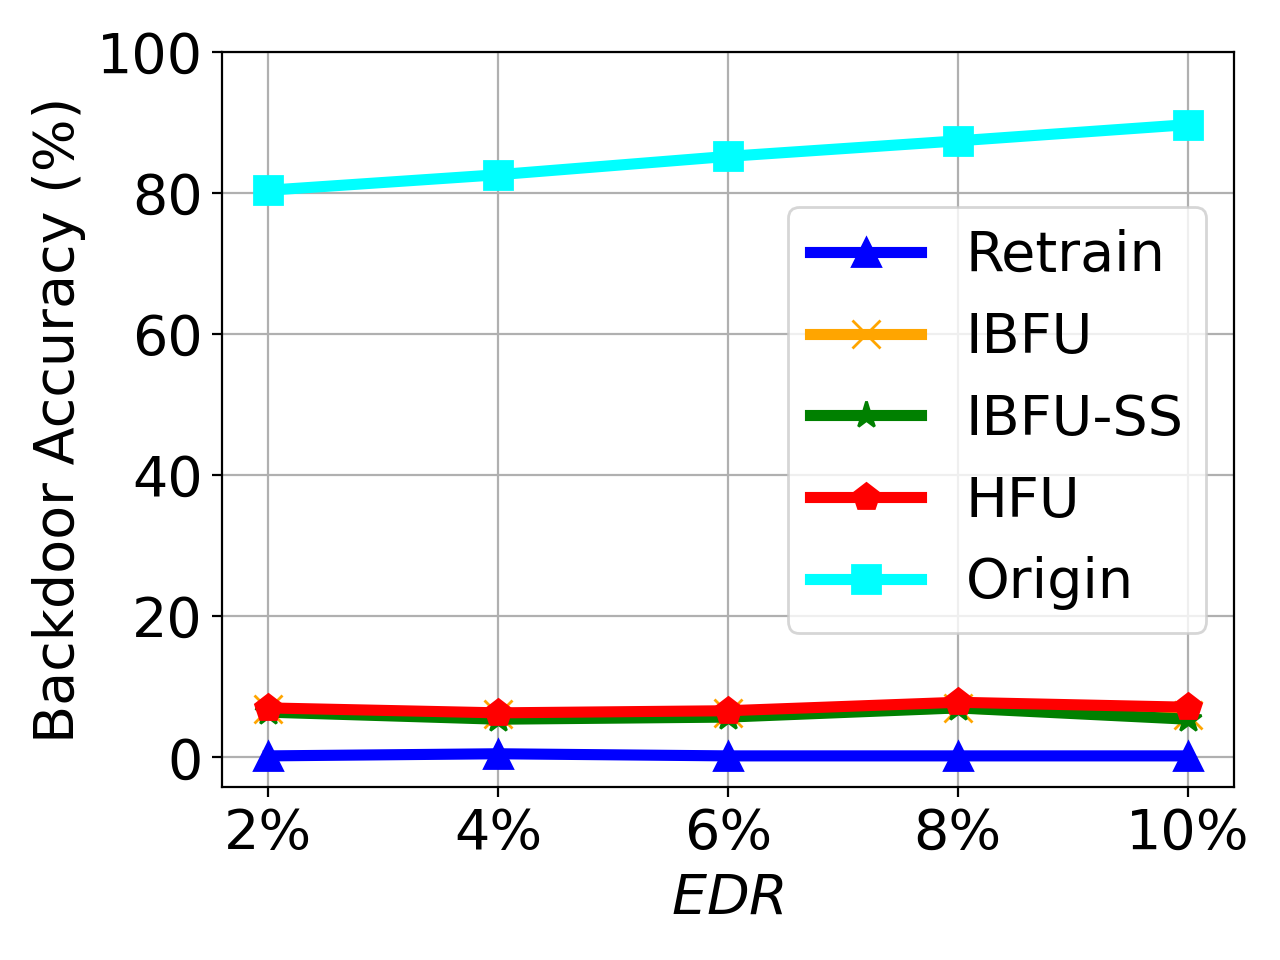 Backdoor Accuracy (%)
100
80
60
40
20
0
Retrain
IBFU
IBFU-SS
HFU
Origin
2% 4% 6% 8% 10%
EDR